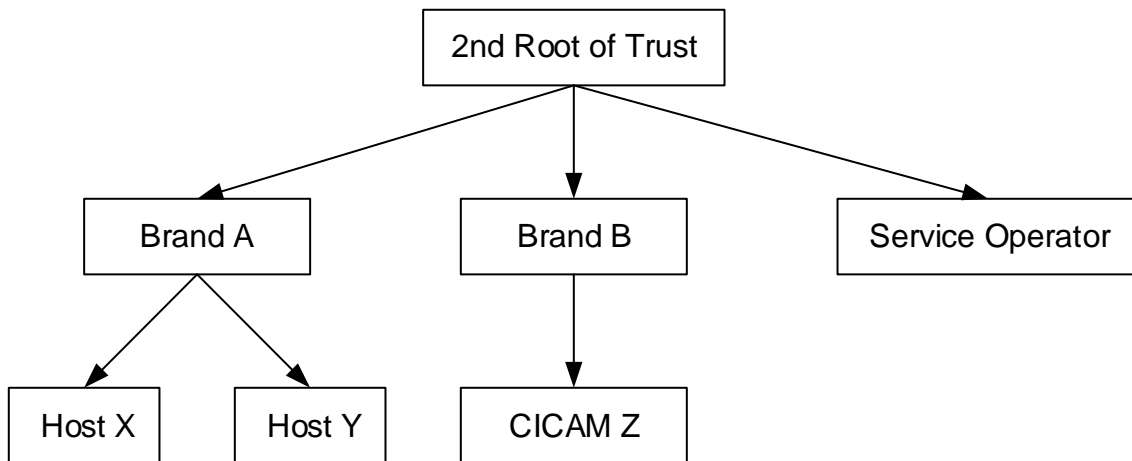 2nd Root of Trust
Brand A
Brand B
Service Operator
Host X
Host Y
CICAM Z